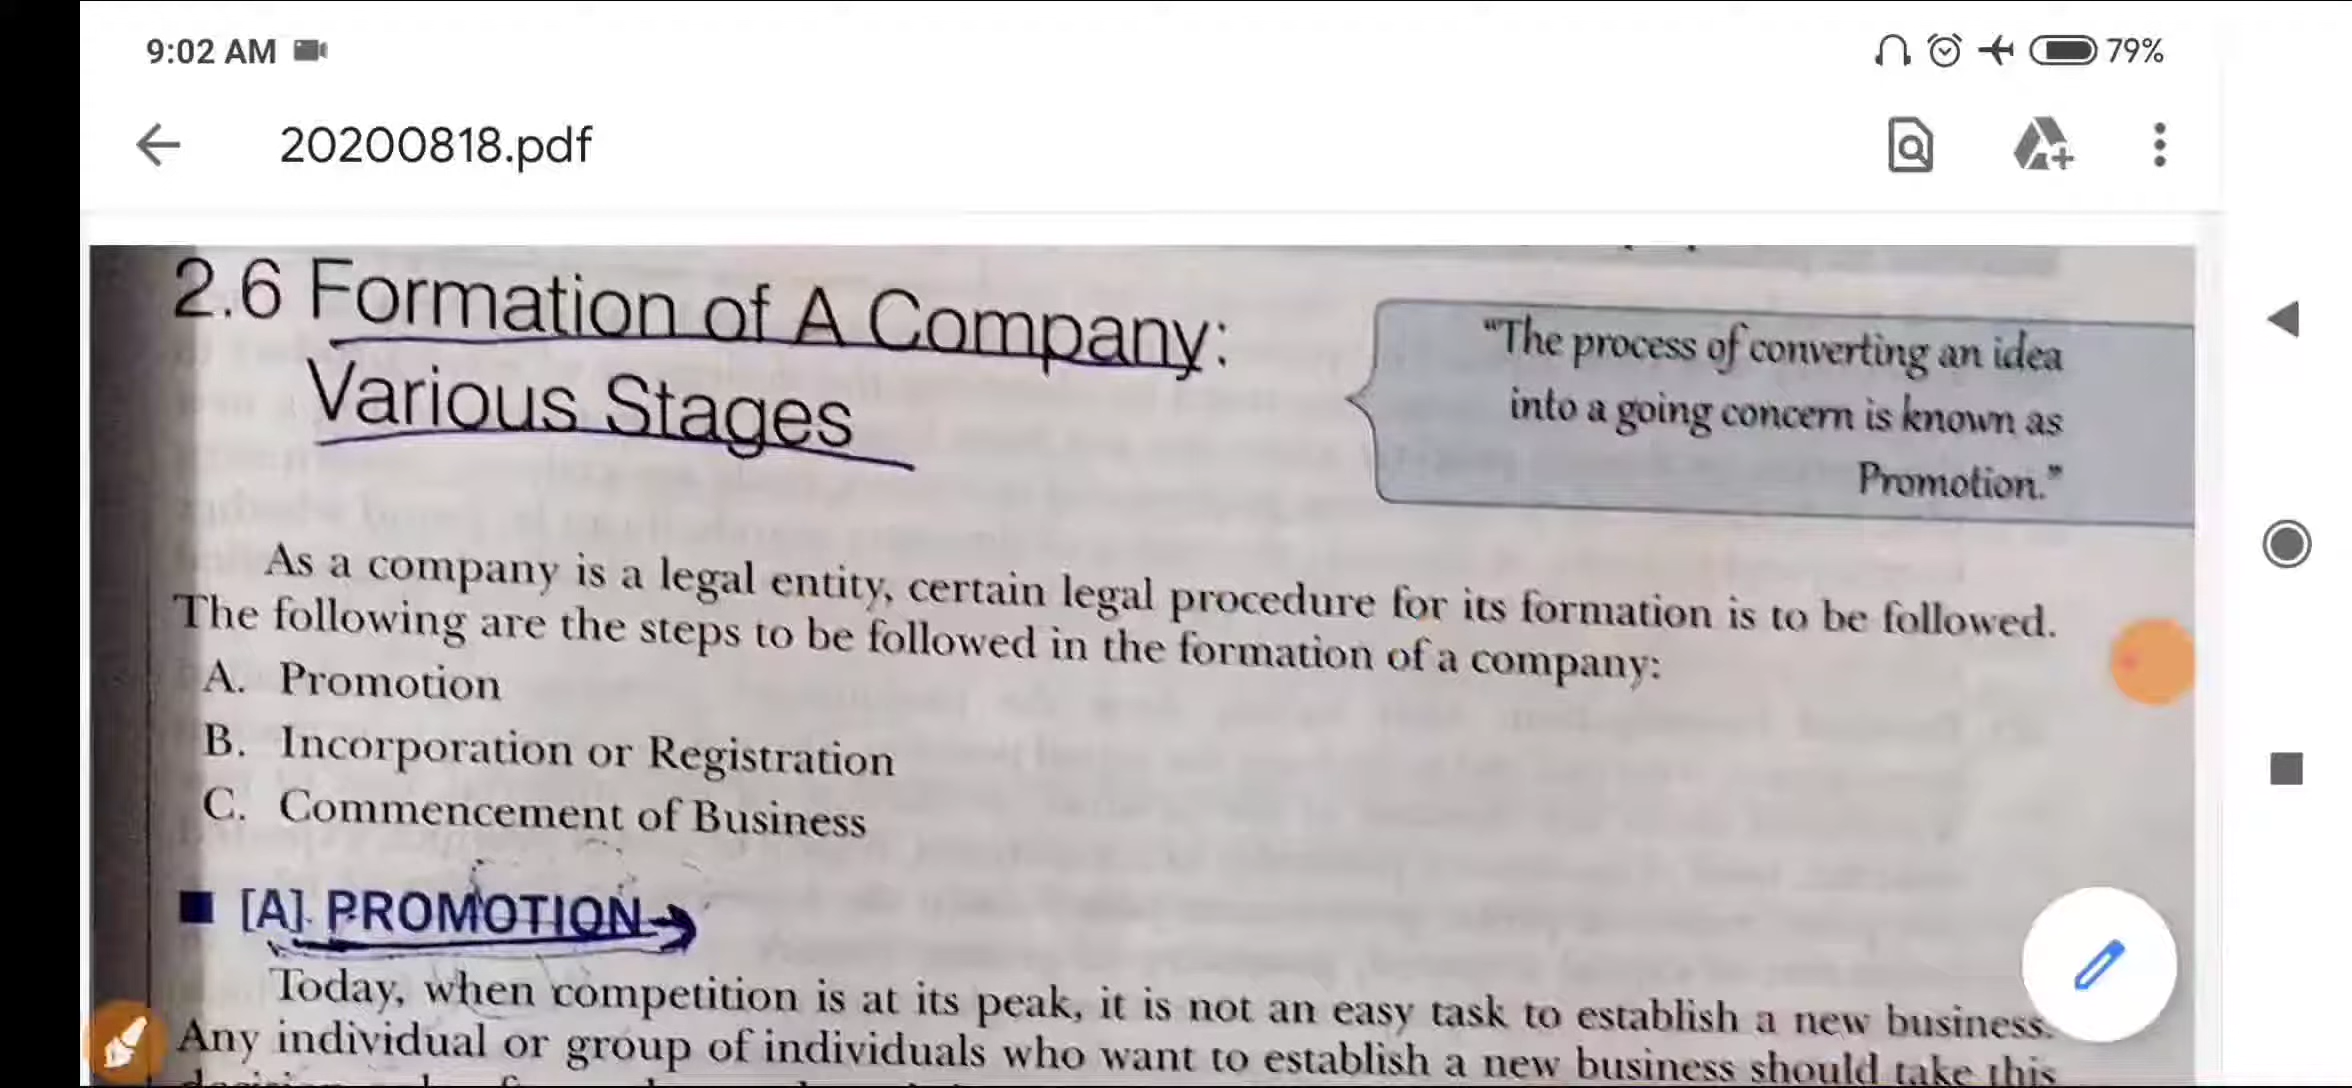 9:02 AM
79%
20200818.pdf
2.6 Formation of A Company:
Various Stages
"The process of converting an idea
into a going concern is known as
Promotion."
As a company is a legal entity, certain legal procedure for its formation is to be followed.
The following are the steps to be followed in the formation of a company:
A. Promotion
B. Incorporation or Registration
C. Commencement of Business
[A]. PROMOTION
Today, when competition is at its peak, it is not an easy task to establish a new business.
Any individual or group of individuals who want to establish a new business should take this